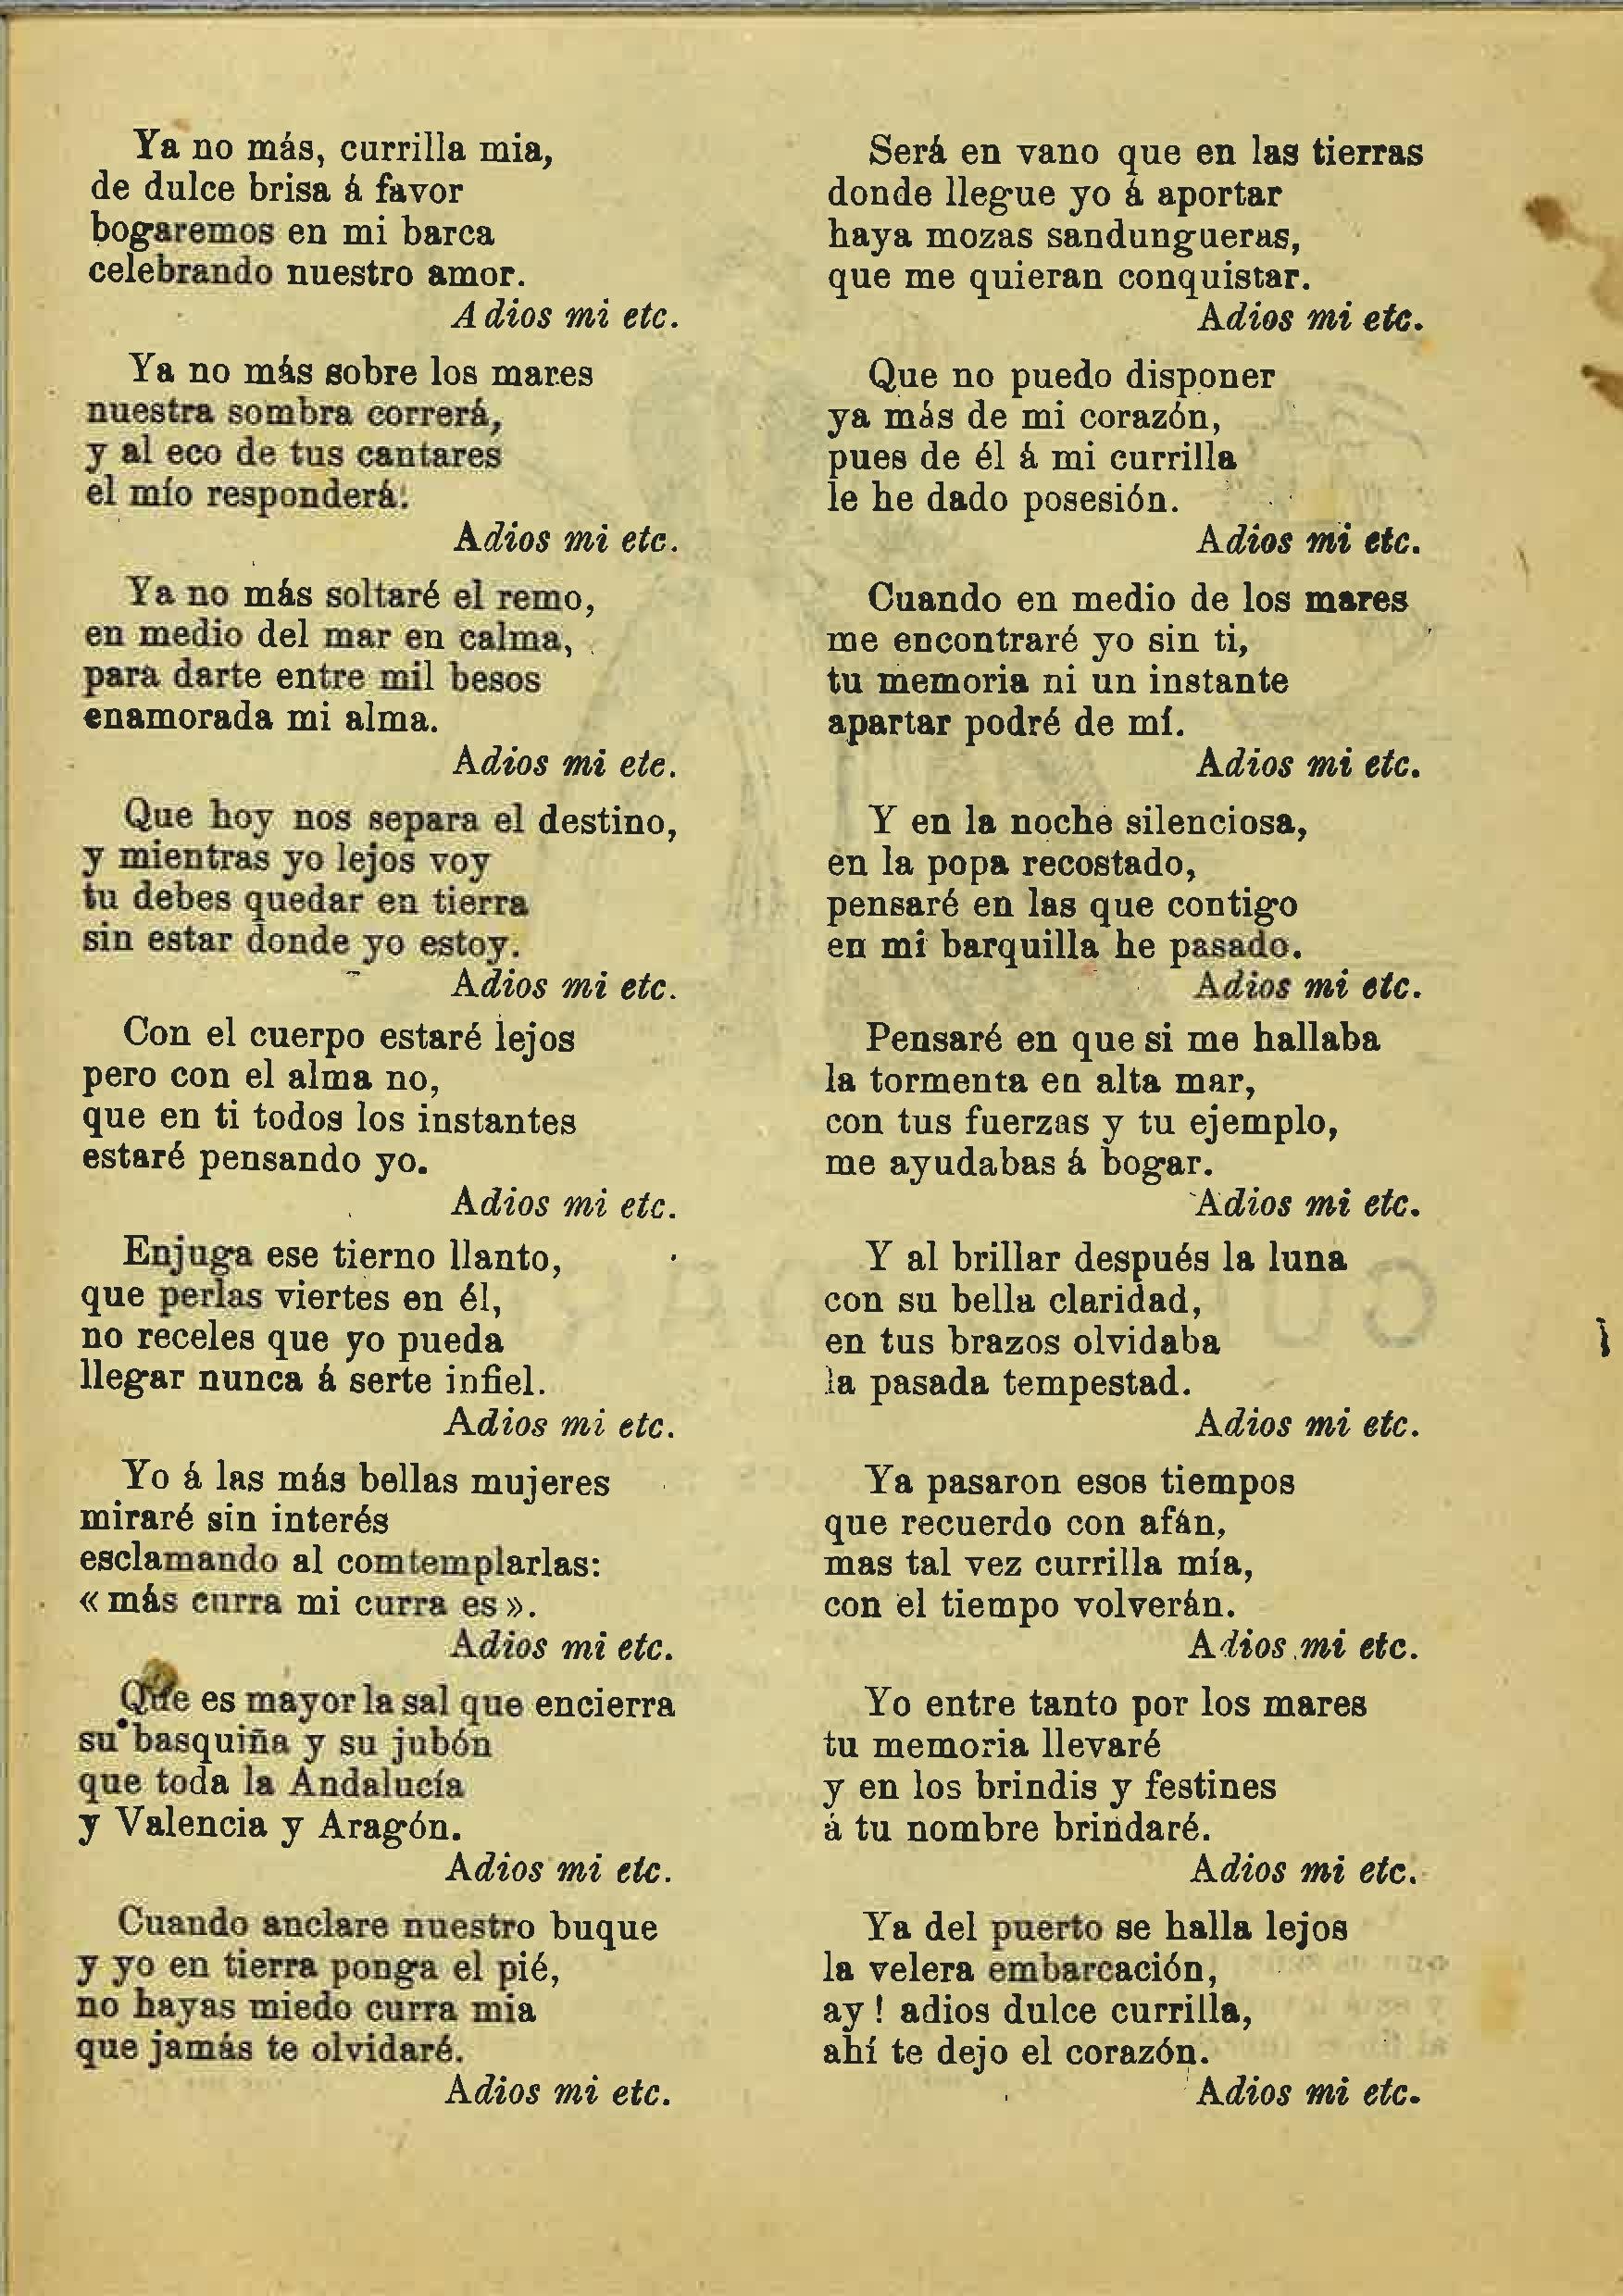 Ya no más, currilla mia,
de dulce brisa á favor
bogaremos en mi barca
celebrando nuestro amor.
Adios mi etc.
Ya no más sobre los mares
nuestra sombra correrá,
y al eco de tus cantares
el mío responderá.
Adios mi etc.
Ya no más soltaré el remo,
en medio del mar en calma,
para darte entre mil besos
enamorada mi alma.
Adios mi ete.
Que hoy nos separa el destino,
y mientras yo lejos voy
tu debes quedar en tierra
sin estar donde yo estoy.
Adios mi etc.
Con el cuerpo estaré lejos
pero con el alma no,
que en ti todos los instantes
estaré pensando yo.
Adios mi etc.
Enjuga ese tierno llanto,
que perlas viertes en él,
no receles que yo pueda
llegar nunca á serte infiel.
Adios mi etc.
Yo á las más bellas mujeres
miraré sin interés
esclamando al comtemplarlas:
« más curra mi curra es ».
Adios mi etc.
Que es mayor la sal que encierra
su basquiña y su jubón
que toda la Andalucía
y Valencia y Aragón.
Adios mi etc.
Cuando anclare nuestro buque
y yo en tierra ponga el pié,
no hayas miedo curra mia
que jamás te olvidaré.
Adios mi etc.
Será en vano que en las tierras
donde llegue yo á aportar
haya mozas sandungueras,
que me quieran conquistar.
Adios mi etc.
Que no puedo disponer
ya más de mi corazón,
pues de él á mi currilla
le he dado posesión.
Adios mi etc.
Cuando en medio de los mares
me encontraré yo sin ti,
tu memoria ni un instante
apartar podré de mí.
Adios mi etc.
Y en la noche silenciosa,
en la popa recostado,
pensaré en las que contigo
en mi barquilla he pasado.
Adios mi etc.
Pensaré en que si me hallaba
la tormenta en alta mar,
con tus fuerzas y tu ejemplo,
me ayudabas á bogar.
Adios mi etc.
Y al brillar después la luna
con su bella claridad,
en tus brazos olvidaba
la pasada tempestad.
Adios mi etc.
Ya pasaron esos tiempos
que recuerdo con afán,
mas tal vez currilla mía,
con el tiempo volverán.
Adios mi etc.
Yo entre tanto por los mares
tu memoria llevaré
y en los brindis y festines
á tu nombre brindaré.
Adios mi etc.
Ya del puerto se halla lejos
la velera embarcación,
ay ! adios dulce currilla,
ahí te dejo el corazón.
Adios mi etc.